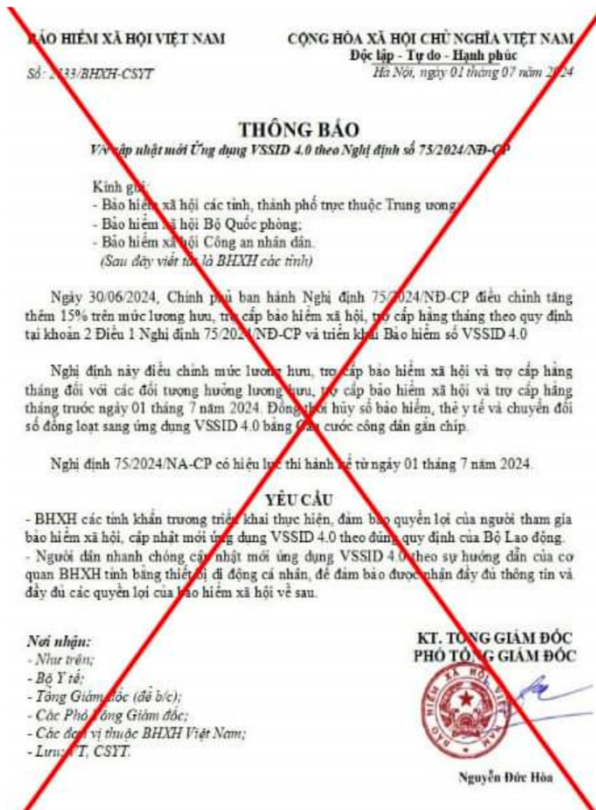 BẢO HIỂM XÃ HỘI VIỆT NAM
CỘNG HÒA XÃ HỘI CHỦ NGHĨA VIỆT NAM
Độc lập - Tự do - Hạnh phúc
Số: 2333/BHXH-CSYT
Hà Nội, ngày 01 tháng 07 năm 2024
THÔNG BÁO
V/v cập nhật mới Ứng dụng VSSID 4.0 theo Nghị định số 75/2024/NĐ-CP
Kính gửi:
- Bảo hiểm xã hội các tỉnh, thành phố trực thuộc Trung ương;
- Bảo hiểm xã hội Bộ Quốc phòng;
- Bảo hiểm xã hội Công an nhân dân.
(Sau đây viết tắt là BHXH các tỉnh)
Ngày 30/06/2024, Chính phủ ban hành Nghị định 75/2024/NĐ-CP điều chỉnh tăng
thêm 15% trên mức lương hưu, trợ cấp bảo hiểm xã hội, trợ cấp hằng tháng theo quy định
tại khoản 2 Điều 1 Nghị định 75/2024/NĐ-CP và triển khai Bảo hiểm số VSSID 4.0
Nghị định này điều chỉnh mức lương hưu, trợ cấp bảo hiểm xã hội và trợ cấp hằng
tháng đối với các đối tượng hưởng lương hưu, trợ cấp bảo hiểm xã hội và trợ cấp hằng
tháng trước ngày 01 tháng 7 năm 2024. Đồng thời hủy sổ bảo hiểm, thẻ y tế và chuyển đổi
số đồng loạt sang ứng dụng VSSID 4.0 bằng Căn cước công dân gắn chíp.
Nghị định 75/2024/NA-CP có hiệu lực thi hành kể từ ngày 01 tháng 7 năm 2024.
YÊU CẦU
- BHXH các tỉnh khẩn trương triển khai thực hiện, đảm bảo quyền lợi của người tham gia
bảo hiểm xã hội, cập nhật mới ứng dụng VSSID 4.0 theo đúng quy định của Bộ Lao động.
- Người dân nhanh chóng cập nhật mới ứng dụng VSSID 4.0 theo sự hướng dẫn của cơ
quan BHXH tỉnh bằng thiết bị di động cá nhân, để đảm bảo được nhận đầy đủ thông tin và
đầy đủ các quyền lợi của bảo hiểm xã hội về sau.
Nơi nhận:
- Như trên;
- Bộ Y tế;
- Tổng Giám đốc (để b/c);
- Các Phó Tổng Giám đốc;
- Các đơn vị thuộc BHXH Việt Nam;
- Lưu: VT, CSYT.
KT. TỔNG GIÁM ĐỐC
PHÓ TỔNG GIÁM ĐỐC
BẢO HIỂM XÃ HỘI VIỆT NAM
Nguyễn Đức Hòa